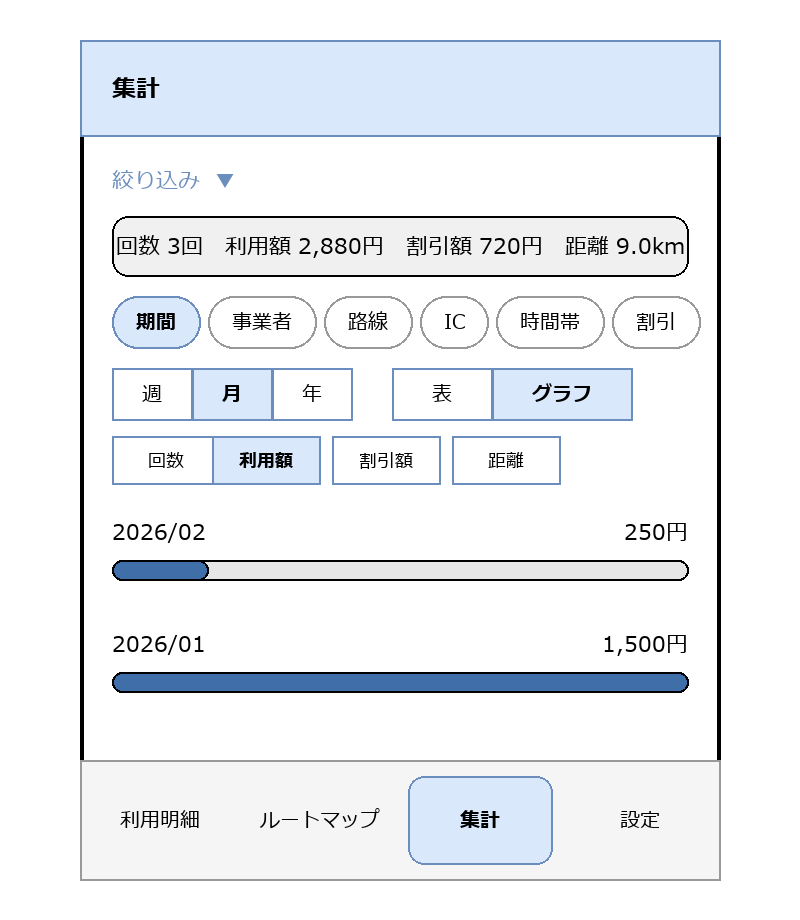 集計
絞り込み ▼
回数 3回 利用額 2,880円 割引額 720円 距離 9.0km
期間 事業者 路線 IC 時間帯 割引
週 月 年 表 グラフ
回数 利用額 割引額 距離
2026/02 250円
2026/01 1,500円
利用明細 ルートマップ 集計 設定